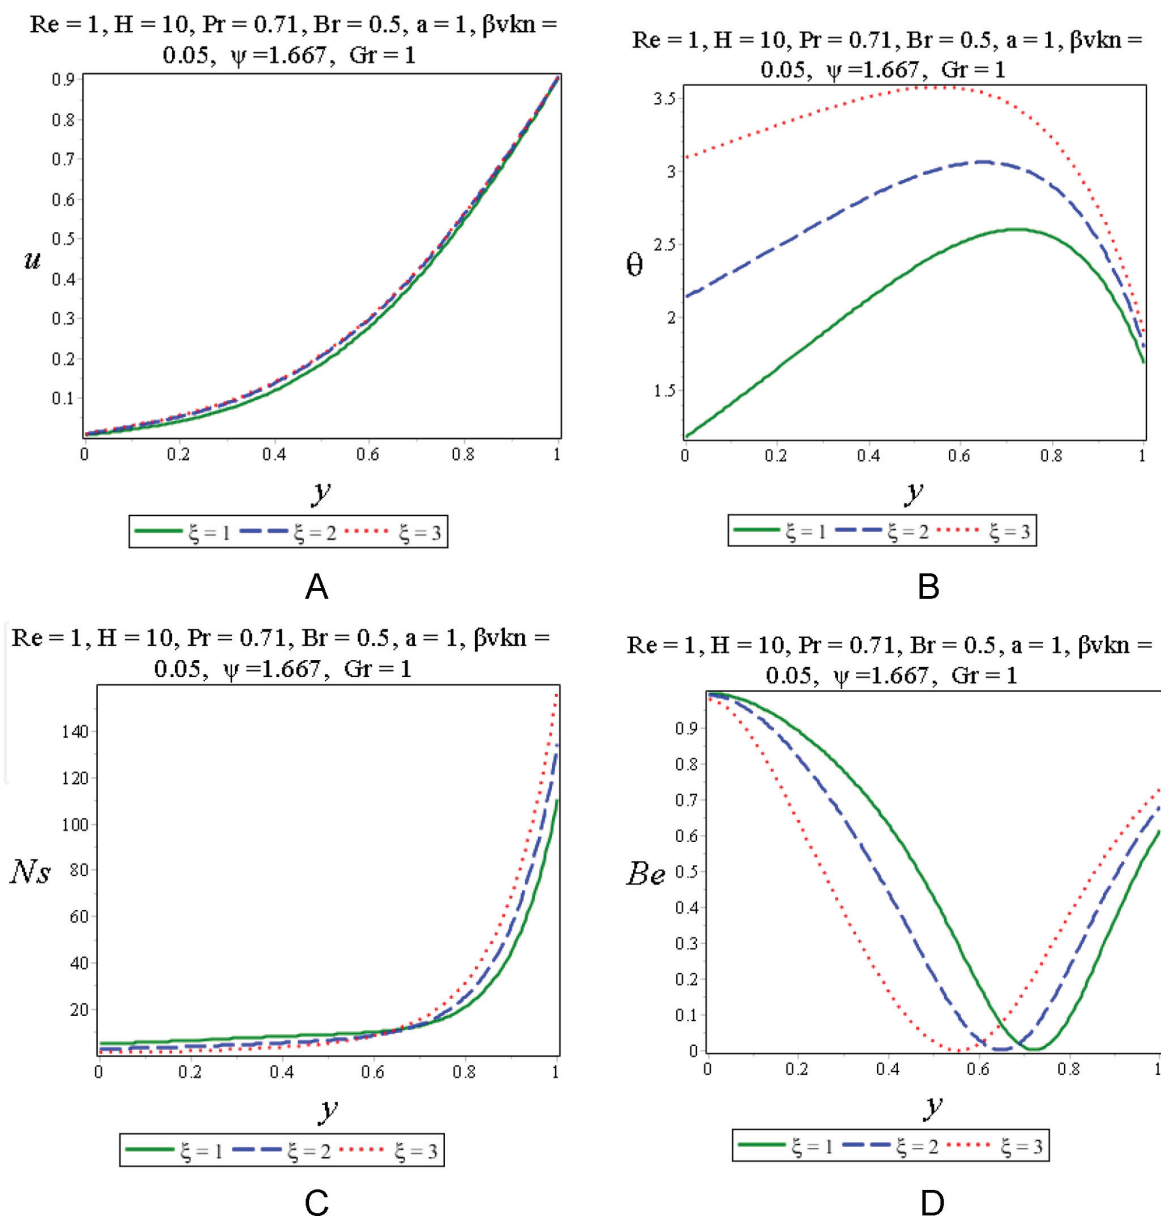 Re = 1, H = 10, Pr = 0.71, Br = 0.5, a = 1, βvkn =
0.05, ψ =1.667, Gr = 1
0.9
0.8
0.7
0.6
0.5
u
0.4
0.3
0.2
0.1
0 0.2 0.4 0.6 0.8 1
y
ξ = 1 ξ = 2 ξ = 3
A
Re = 1, H = 10, Pr = 0.71, Br = 0.5, a = 1, βvkn =
0.05, ψ =1.667, Gr = 1
3.5
3
2.5
θ
2
1.5
0 0.2 0.4 0.6 0.8 1
y
ξ = 1 ξ = 2 ξ = 3
B
Re = 1, H = 10, Pr = 0.71, Br = 0.5, a = 1, βvkn =
0.05, ψ =1.667, Gr = 1
140
120
100
80
Ns
60
40
20
0 0.2 0.4 0.6 0.8 1
y
ξ = 1 ξ = 2 ξ = 3
C
Re = 1, H = 10, Pr = 0.71, Br = 0.5, a = 1, βvkn =
0.05, ψ =1.667, Gr = 1
0.9
0.8
0.7
0.6
0.5
Be
0.4
0.3
0.2
0.1
0
0 0.2 0.4 0.6 0.8 1
y
ξ = 1 ξ = 2 ξ = 3
D